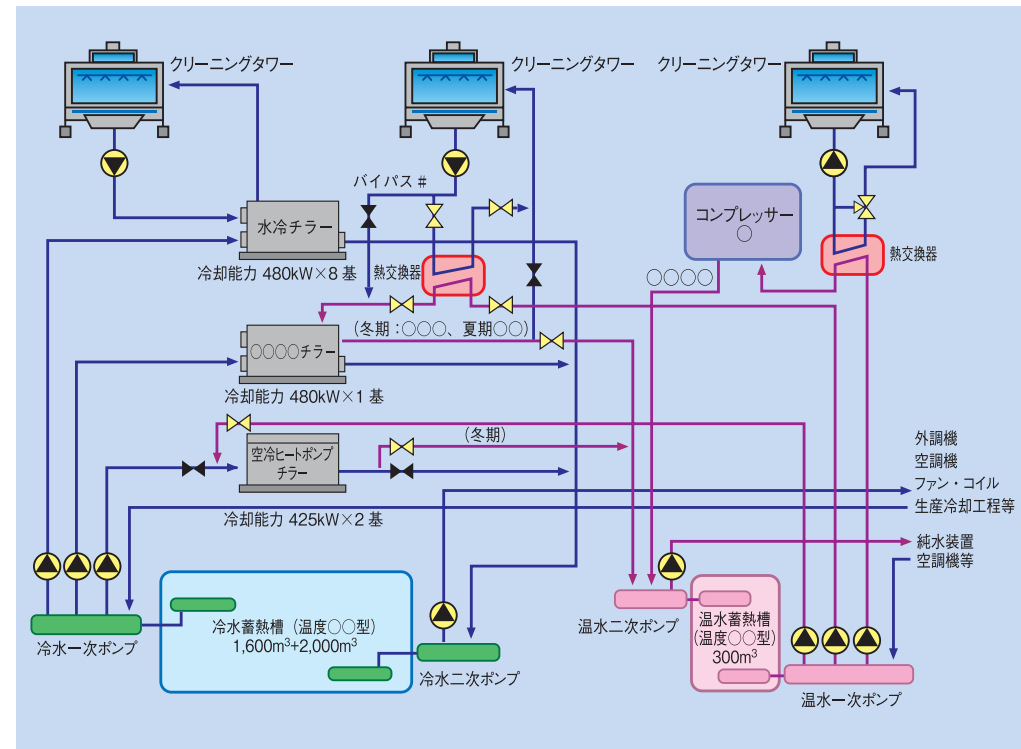 クリーニングタワー
クリーニングタワー
クリーニングタワー
バイパス #
水冷チラー
冷却能力 480kW×8 基
熱交換器
コンプレッサー
○
熱交換器
○○○○
(冬期：○○○、夏期○○)
○○○○チラー
冷却能力 480kW×1 基
(冬期)
空冷ヒートポンプ
チラー
冷却能力 425kW×2 基
外調機
空調機
ファン・コイル
生産冷却工程等
純水装置
空調機等
冷水一次ポンプ
冷水蓄熱槽（温度○○型）
1,600m³+2,000m³
冷水二次ポンプ
温水二次ポンプ
温水蓄熱槽
(温度○○型)
300m³
温水一次ポンプ